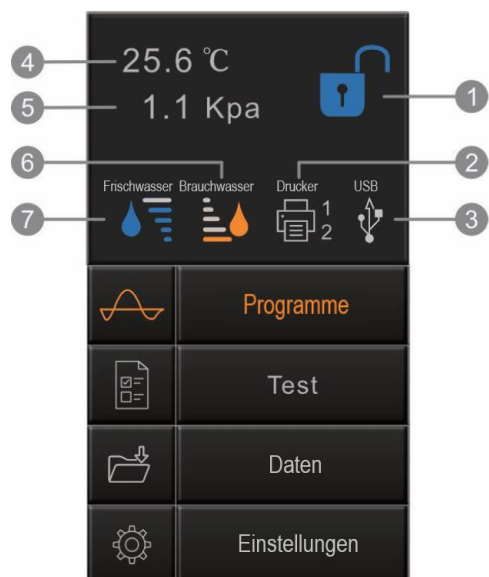 4 25.6 ℃
5 1.1 Kpa 1
6 2
Frischwasser Brauchwasser Drucker USB
7 1 3
2
Programme
Test
Daten
Einstellungen